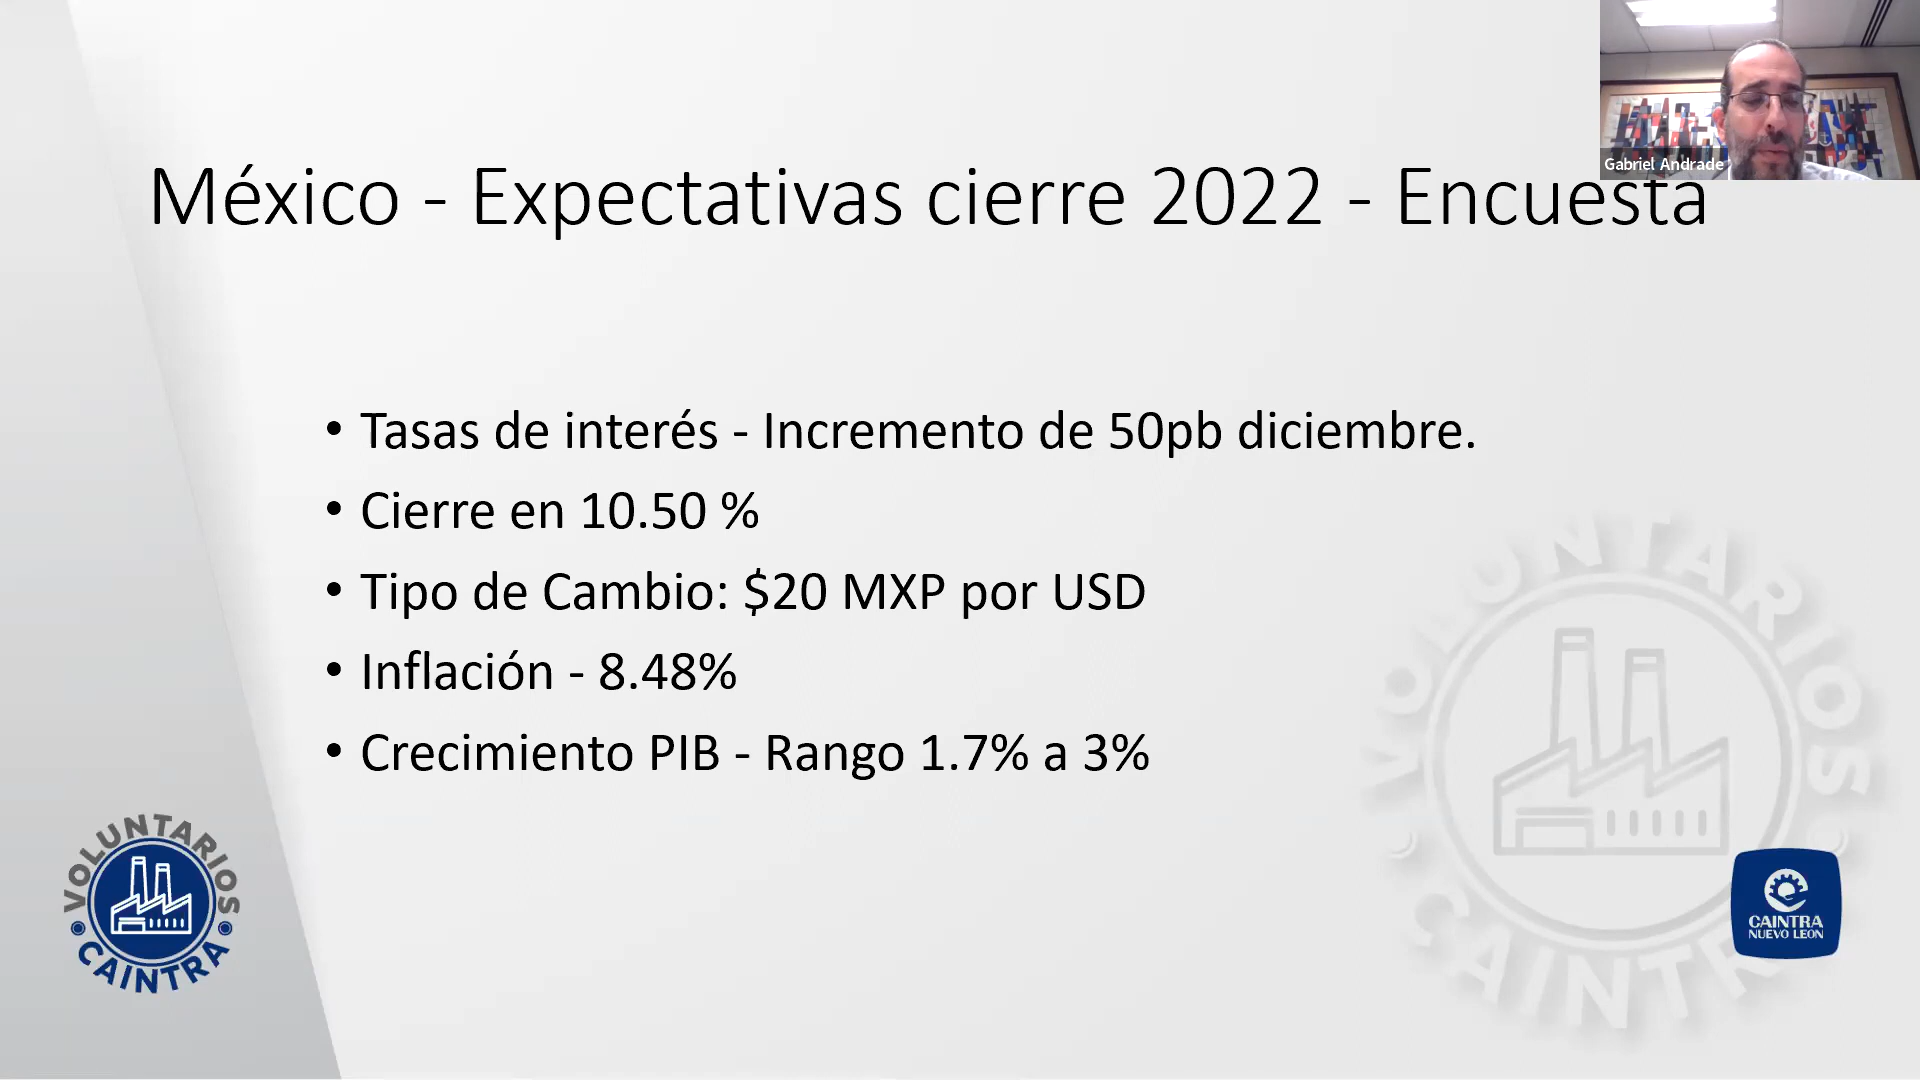 Gabriel Andrade
México - Expectativas cierre 2022 - Encuesta
• Tasas de interés - Incremento de 50pb diciembre.
• Cierre en 10.50 %
• Tipo de Cambio: $20 MXP por USD
• Inflación - 8.48%
• Crecimiento PIB - Rango 1.7% a 3%
VOLUNTARIOS
CAINTRA
VOLUNTARIOS
CAINTRA
CAINTRA
NUEVO LEON